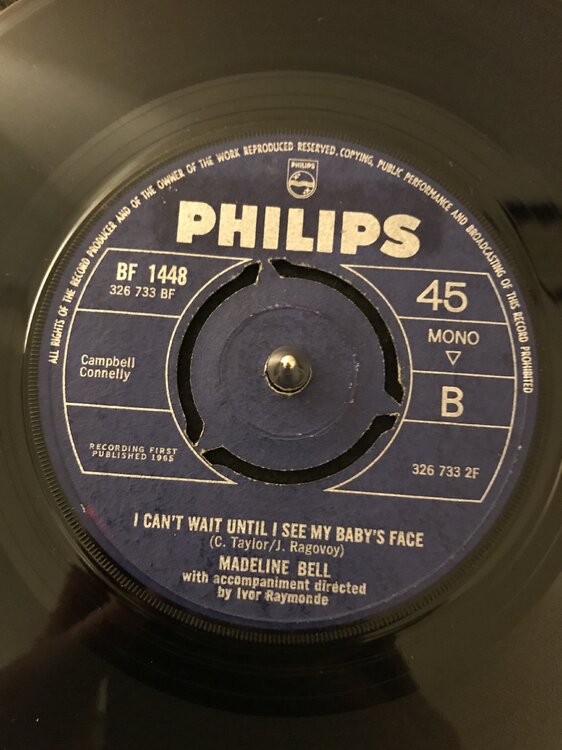 ALL RIGHTS OF THE RECORD PRODUCER AND OF THE OWNER OF THE WORK REPRODUCED RESERVED. COPYING, PUBLIC PERFORMANCE AND BROADCASTING OF THIS RECORD PROHIBITED
PHILIPS
PHILIPS
BF 1448
326 733 BF
45
MONO
Campbell
Connelly
B
RECORDING FIRST
PUBLISHED 1965
326 733 2F
I CAN'T WAIT UNTIL I SEE MY BABY'S FACE
(C. Taylor/J. Ragovoy)
MADELINE BELL
with accompaniment directed
by Ivor Raymonde